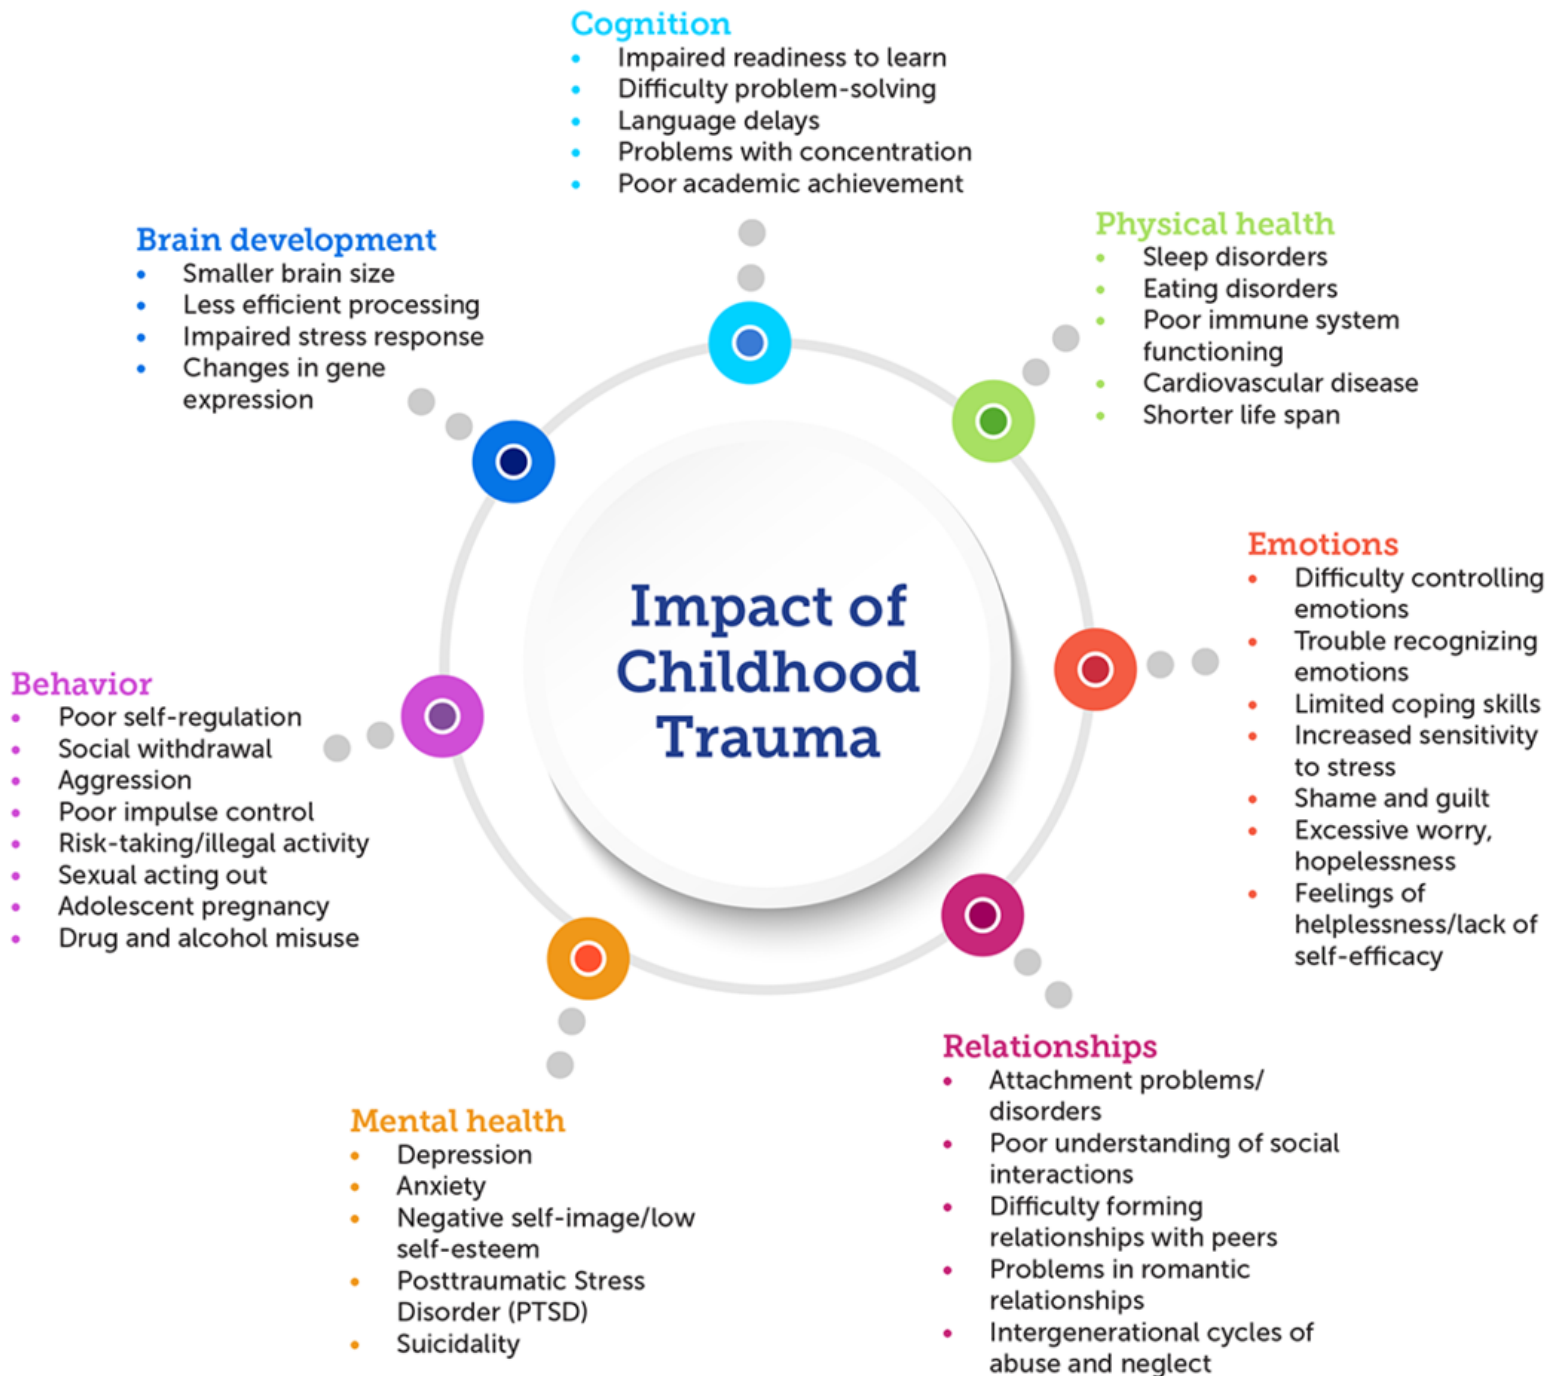 Cognition
• Impaired readiness to learn
• Difficulty problem-solving
• Language delays
• Problems with concentration
• Poor academic achievement
Physical health
• Sleep disorders
• Eating disorders
• Poor immune system
functioning
• Cardiovascular disease
• Shorter life span
Emotions
• Difficulty controlling
emotions
• Trouble recognizing
emotions
• Limited coping skills
• Increased sensitivity
to stress
• Shame and guilt
• Excessive worry,
hopelessness
• Feelings of
helplessness/lack of
self-efficacy
Relationships
• Attachment problems/
disorders
• Poor understanding of social
interactions
• Difficulty forming
relationships with peers
• Problems in romantic
relationships
• Intergenerational cycles of
abuse and neglect
Mental health
• Depression
• Anxiety
• Negative self-image/low
self-esteem
• Posttraumatic Stress
Disorder (PTSD)
• Suicidality
Behavior
• Poor self-regulation
• Social withdrawal
• Aggression
• Poor impulse control
• Risk-taking/illegal activity
• Sexual acting out
• Adolescent pregnancy
• Drug and alcohol misuse
Brain development
• Smaller brain size
• Less efficient processing
• Impaired stress response
• Changes in gene
expression
Impact of
Childhood
Trauma